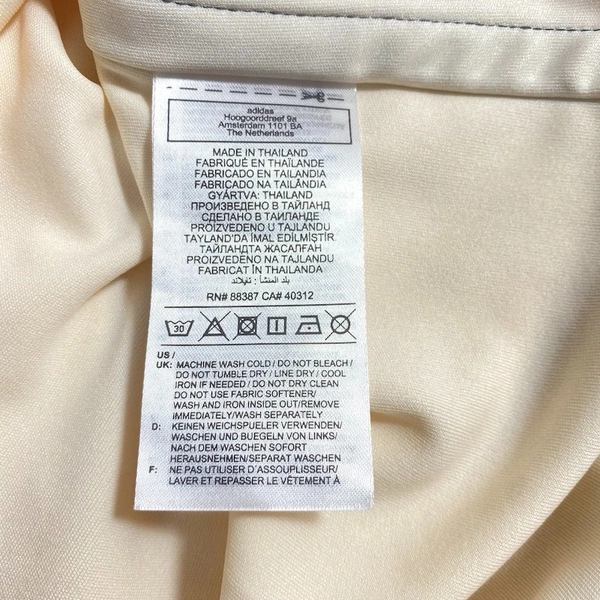 adidas
Hoogoorddreef 9a
Amsterdam 1101 BA
The Netherlands
MADE IN THAILAND
FABRIQUÉ EN THAÏLANDE
FABRICADO EN TAILANDIA
FABRICADO NA TAILÂNDIA
GYÁRTVA: THAILAND
ПРОИЗВЕДЕНО В ТАЙЛАНД
СДЕЛАНО В ТАИЛАНДЕ
PROIZVEDENO U TAJLANDU
TAYLAND'DA İMAL EDİLMİŞTİR
ТАЙЛАНДТА ЖАСАЛҒАН
PROIZVEDENO NA TAJLANDU
FABRICAT ÎN THAILANDA
بلد المنشأ: تايلاند
RN# 88387 CA# 40312
30
US /
UK: MACHINE WASH COLD / DO NOT BLEACH /
DO NOT TUMBLE DRY / LINE DRY / COOL
IRON IF NEEDED / DO NOT DRY CLEAN
DO NOT USE FABRIC SOFTENER/
WASH AND IRON INSIDE OUT/REMOVE
IMMEDIATELY/WASH SEPARATELY
D: KEINEN WEICHSPUELER VERWENDEN/
WASCHEN UND BUEGELN VON LINKS/
NACH DEM WASCHEN SOFORT
HERAUSNEHMEN/SEPARAT WASCHEN
F: NE PAS UTILISER D'ASSOUPLISEUR/
LAVER ET REPASSER LE VÊTEMENT À